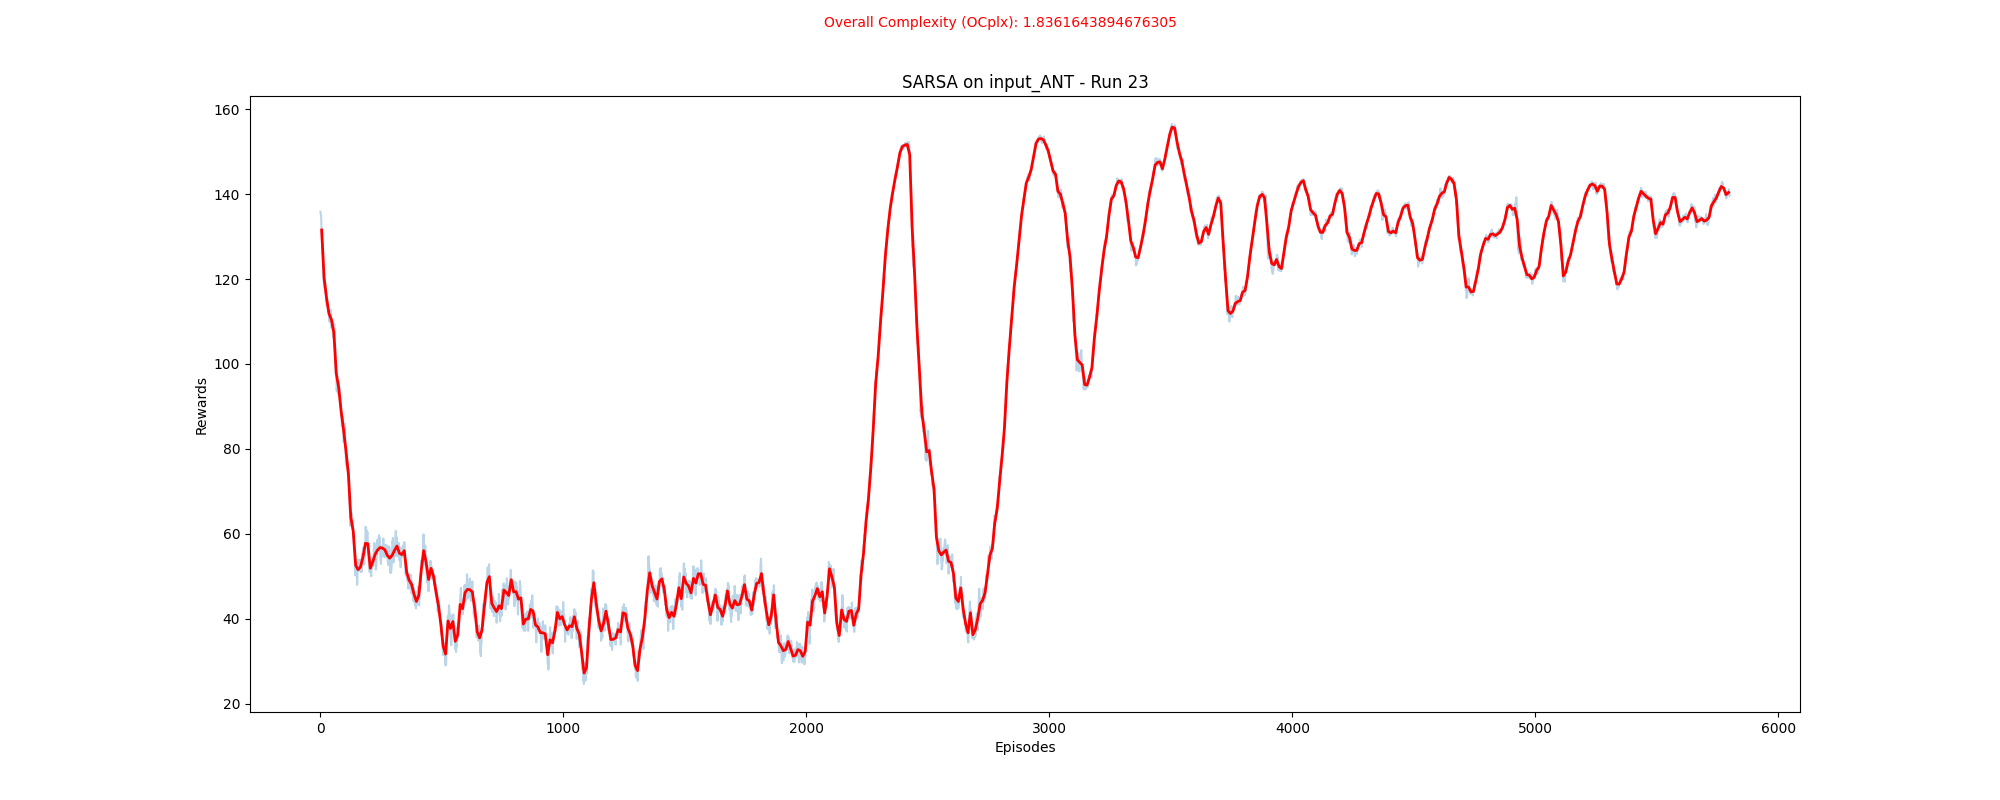 Overall Complexity (OCplx): 1.8361643894676305
SARSA on input_ANT - Run 23
160
140
120
100
80
60
40
20
Rewards
0 1000 2000 3000 4000 5000 6000
Episodes